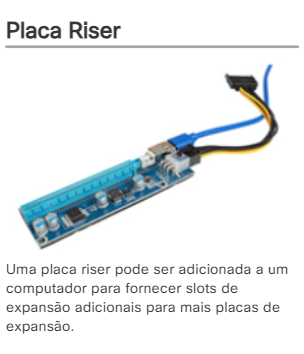 Placa Riser
Uma placa riser pode ser adicionada a um
computador para fornecer slots de
expansão adicionais para mais placas de
expansão.